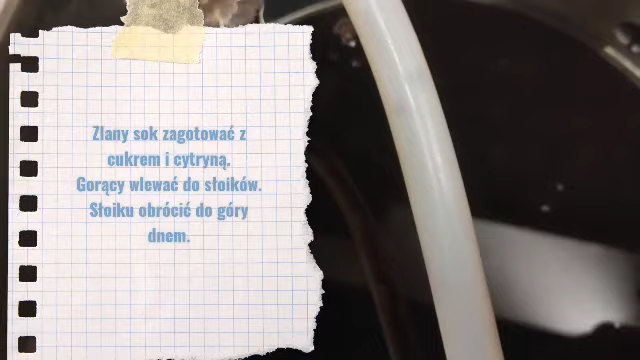 Zlany sok zagotować z
cukrem i cytryną.
Gorący wlewać do słoików.
Słoiku obrócić do góry
dnem.